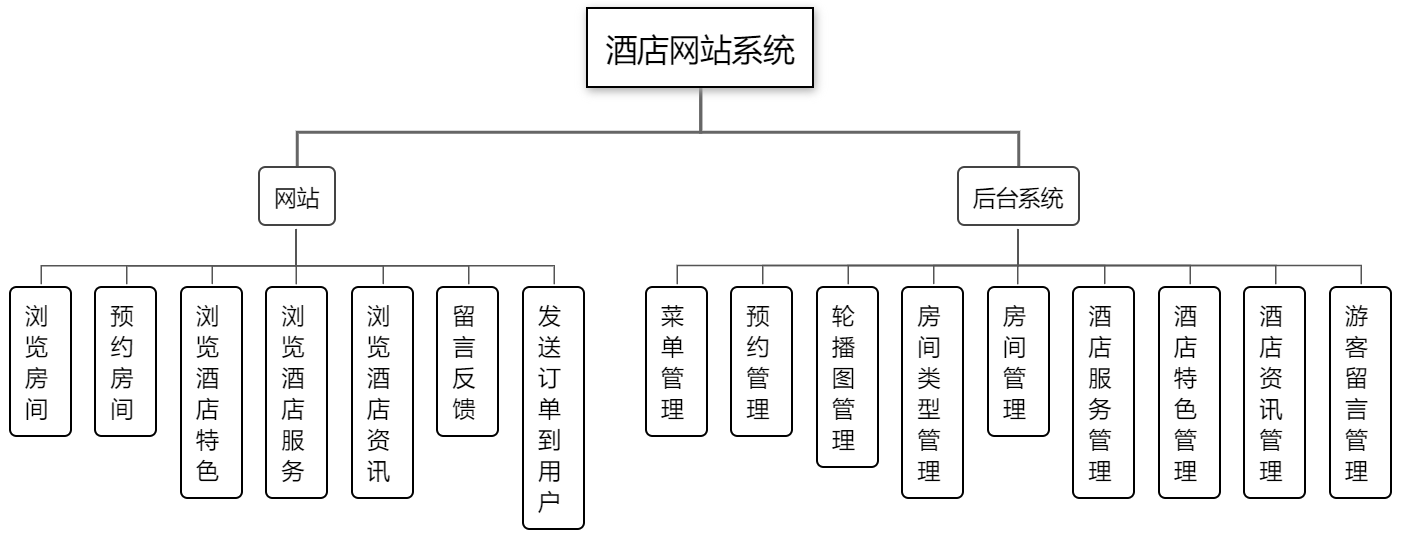 酒店网站系统
网站
后台系统
浏览房间
预约房间
浏览酒店特色
浏览酒店服务
浏览酒店资讯
留言反馈
发送订单到用户
菜单管理
预约管理
轮播图管理
房间类型管理
房间管理
酒店服务管理
酒店特色管理
酒店资讯管理
游客留言管理